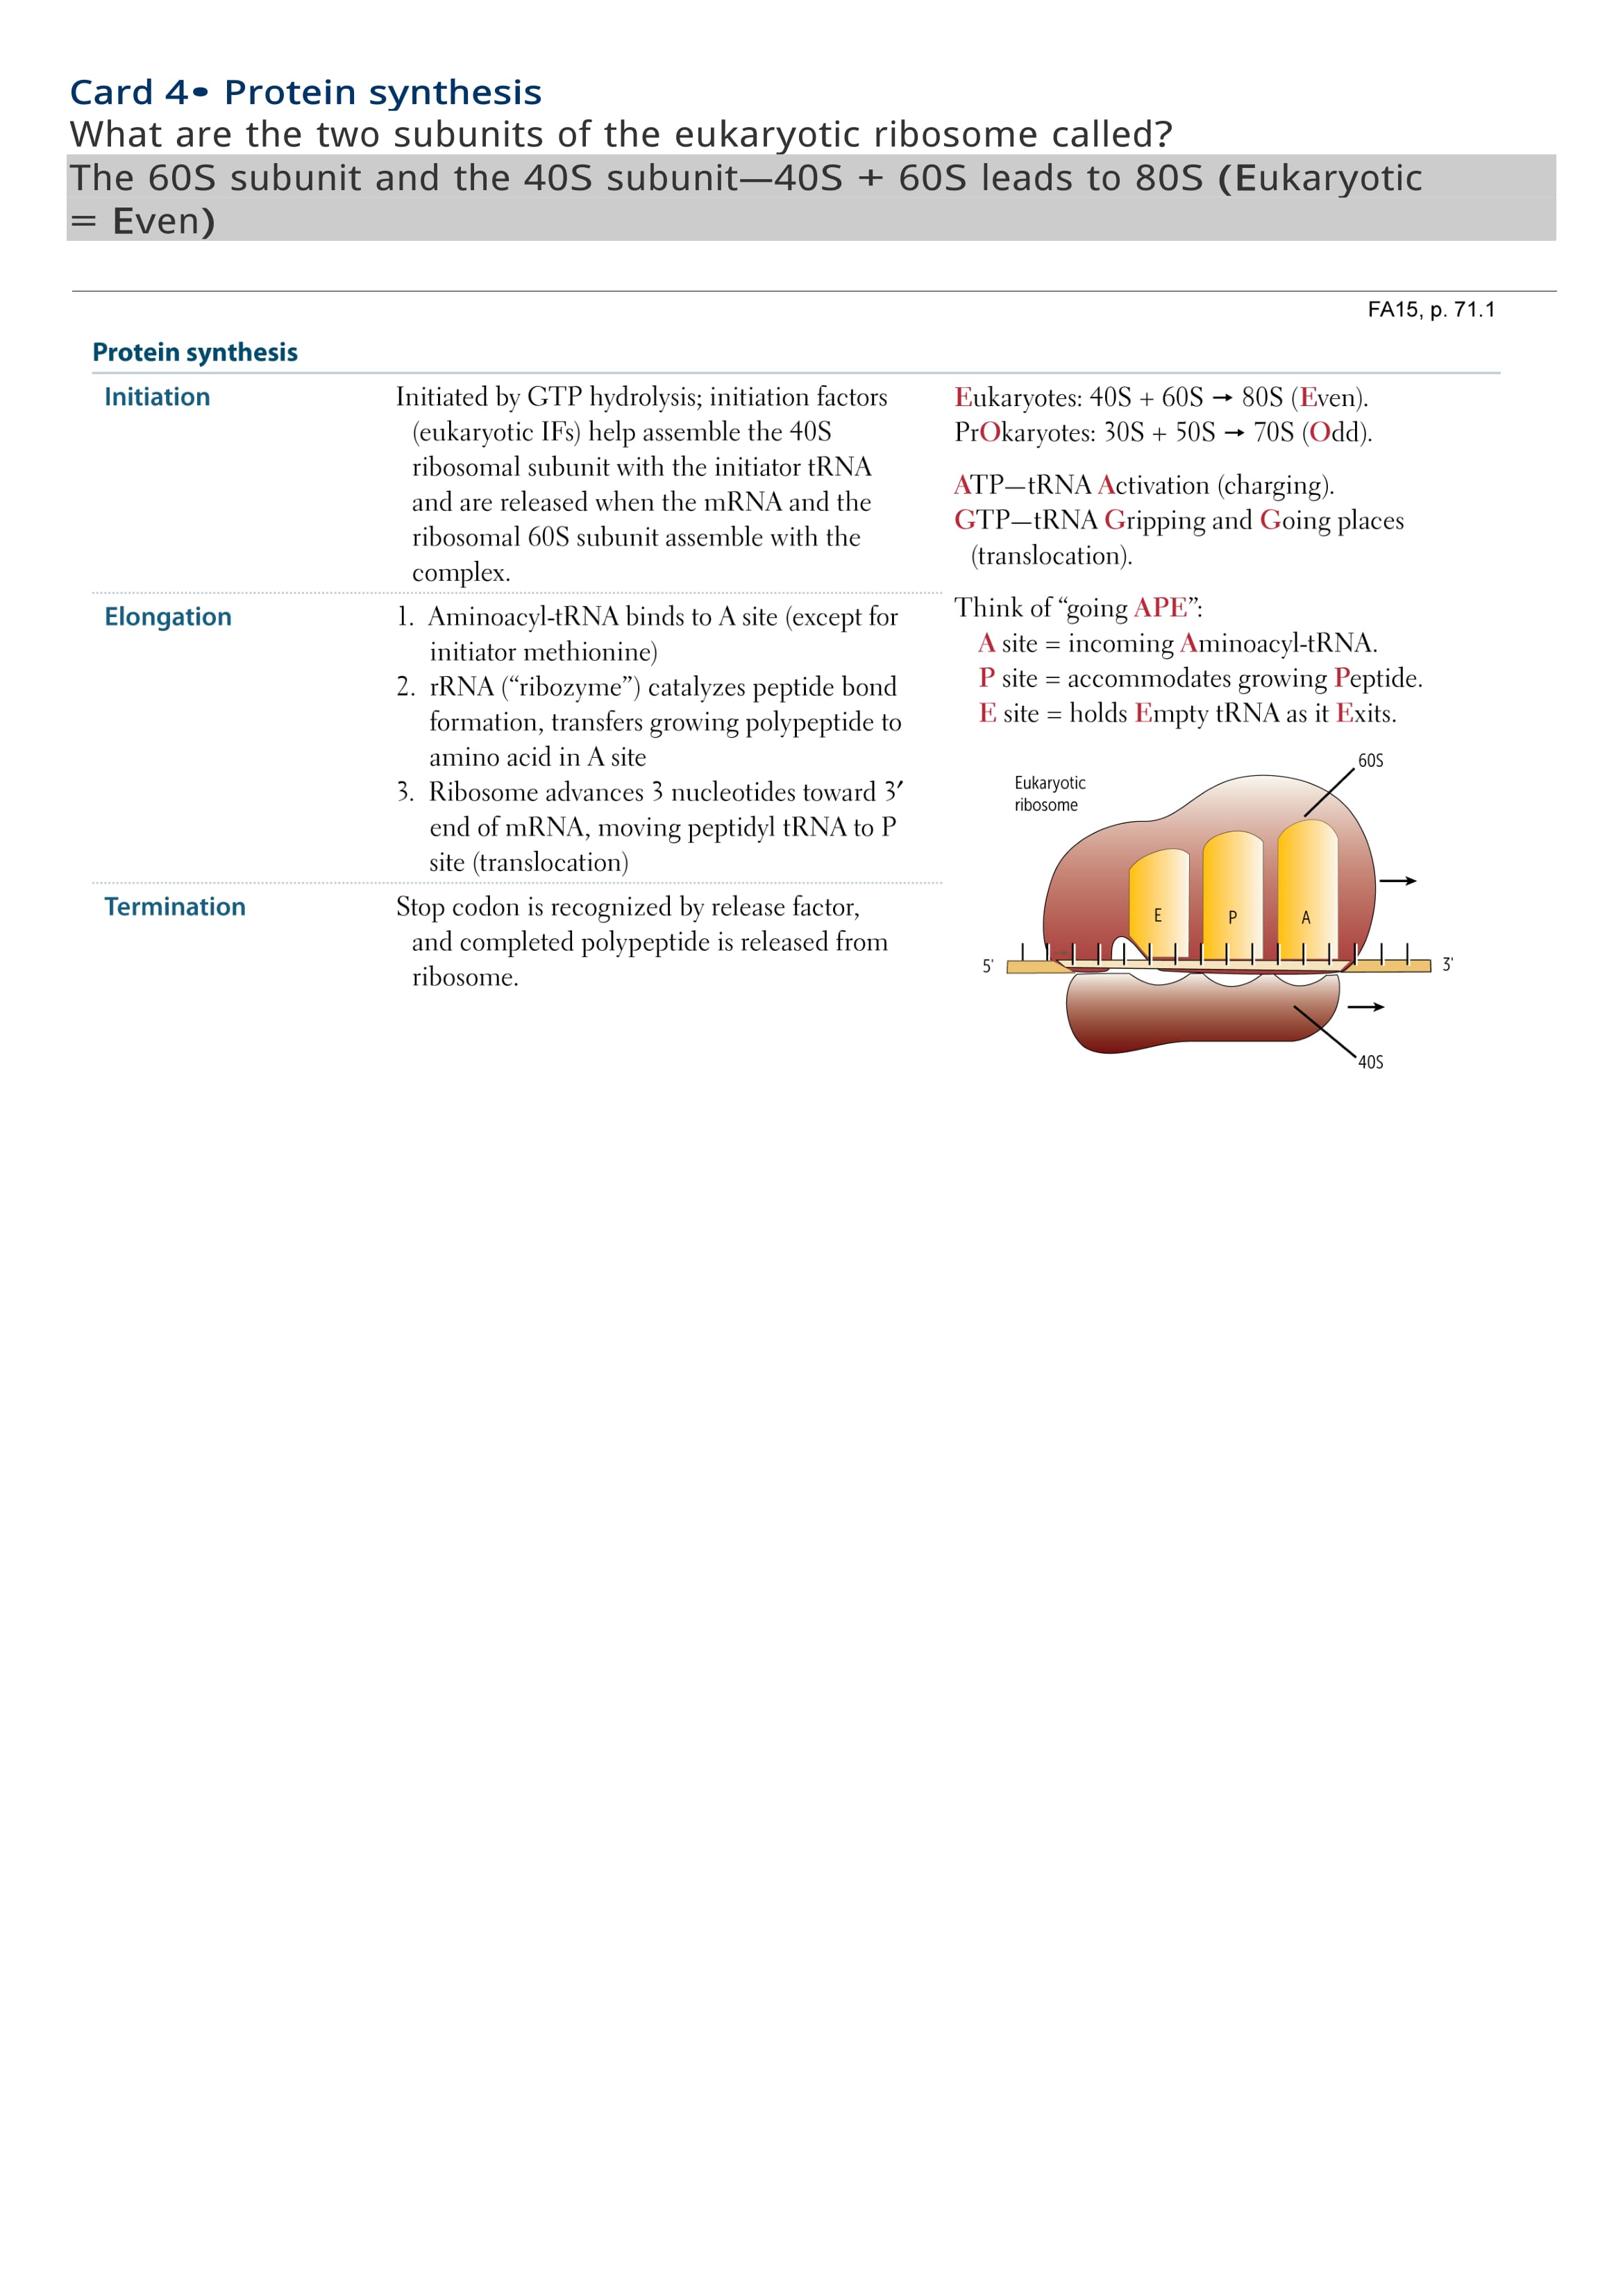 Card 4• Protein synthesis
What are the two subunits of the eukaryotic ribosome called?
The 60S subunit and the 40S subunit—40S + 60S leads to 80S (Eukaryotic
= Even)
FA15, p. 71.1
Protein synthesis
Initiation
Initiated by GTP hydrolysis; initiation factors
(eukaryotic IFs) help assemble the 40S
ribosomal subunit with the initiator tRNA
and are released when the mRNA and the
ribosomal 60S subunit assemble with the
complex.
Eukaryotes: 40S + 60S → 80S (Even).
PrOkaryotes: 30S + 50S → 70S (Odd).
ATP—tRNA Activation (charging).
GTP—tRNA Gripping and Going places
(translocation).
Elongation
1. Aminoacyl-tRNA binds to A site (except for
initiator methionine)
2. rRNA (“ribozyme”) catalyzes peptide bond
formation, transfers growing polypeptide to
amino acid in A site
3. Ribosome advances 3 nucleotides toward 3′
end of mRNA, moving peptidyl tRNA to P
site (translocation)
Think of “going APE”:
A site = incoming Aminoacyl-tRNA.
P site = accommodates growing Peptide.
E site = holds Empty tRNA as it Exits.
Termination
Stop codon is recognized by release factor,
and completed polypeptide is released from
ribosome.
60S
Eukaryotic
ribosome
E P A
5' 3'
40S